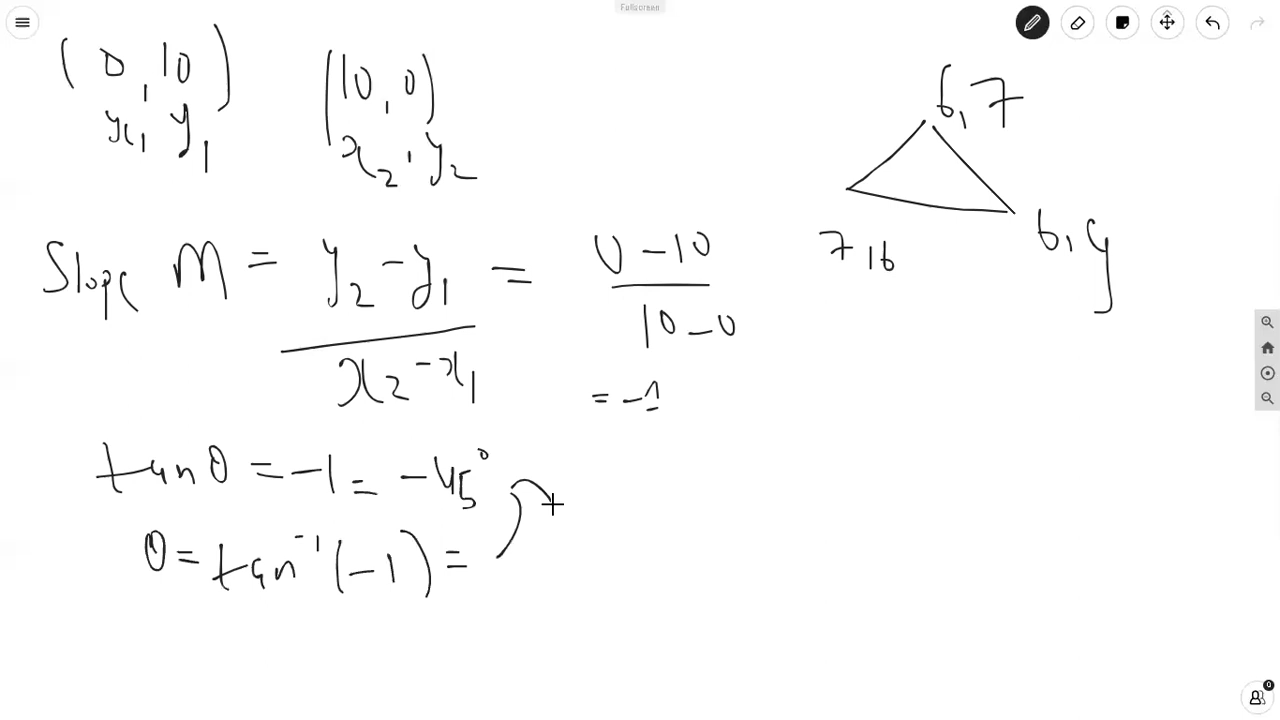 Fullscreen
(0, 10) (10, 0)
x1, y1 x2, y2
6, 7
7, 6
6, y
Slope M = y2 - y1 / x2 - x1 = 0 - 10 / 10 - 0
= -1
tan θ = -1 = -45°
θ = tan⁻¹(-1) =
0